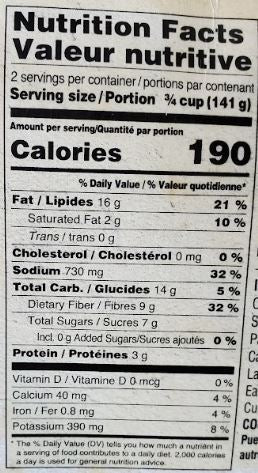 Nutrition Facts
Valeur nutritive
2 servings per container/portions par contenant
Serving size/Portion ¾ cup (141 g)
Amount per serving/Quantité par portion
Calories 190
% Daily Value / % Valeur quotidienne*
Fat / Lipides 16 g 21 %
Saturated Fat 2 g 10 %
Trans / trans 0 g
Cholesterol / Cholestérol 0 mg 0 %
Sodium 730 mg 32 %
Total Carb. / Glucides 14 g 5 %
Dietary Fiber / Fibres 9 g 32 %
Total Sugars / Sucres 7 g
Incl. 0 g Added Sugars/Sucres ajoutés 0 %
Protein / Protéines 3 g
Vitamin D / Vitamine D 0 mcg 0 %
Calcium 40 mg 4 %
Iron / Fer 0.8 mg 4 %
Potassium 390 mg 8 %
* The % Daily Value (DV) tells you how much a nutrient in
a serving of food contributes to a daily diet. 2,000 calories
a day is used for general nutrition advice.